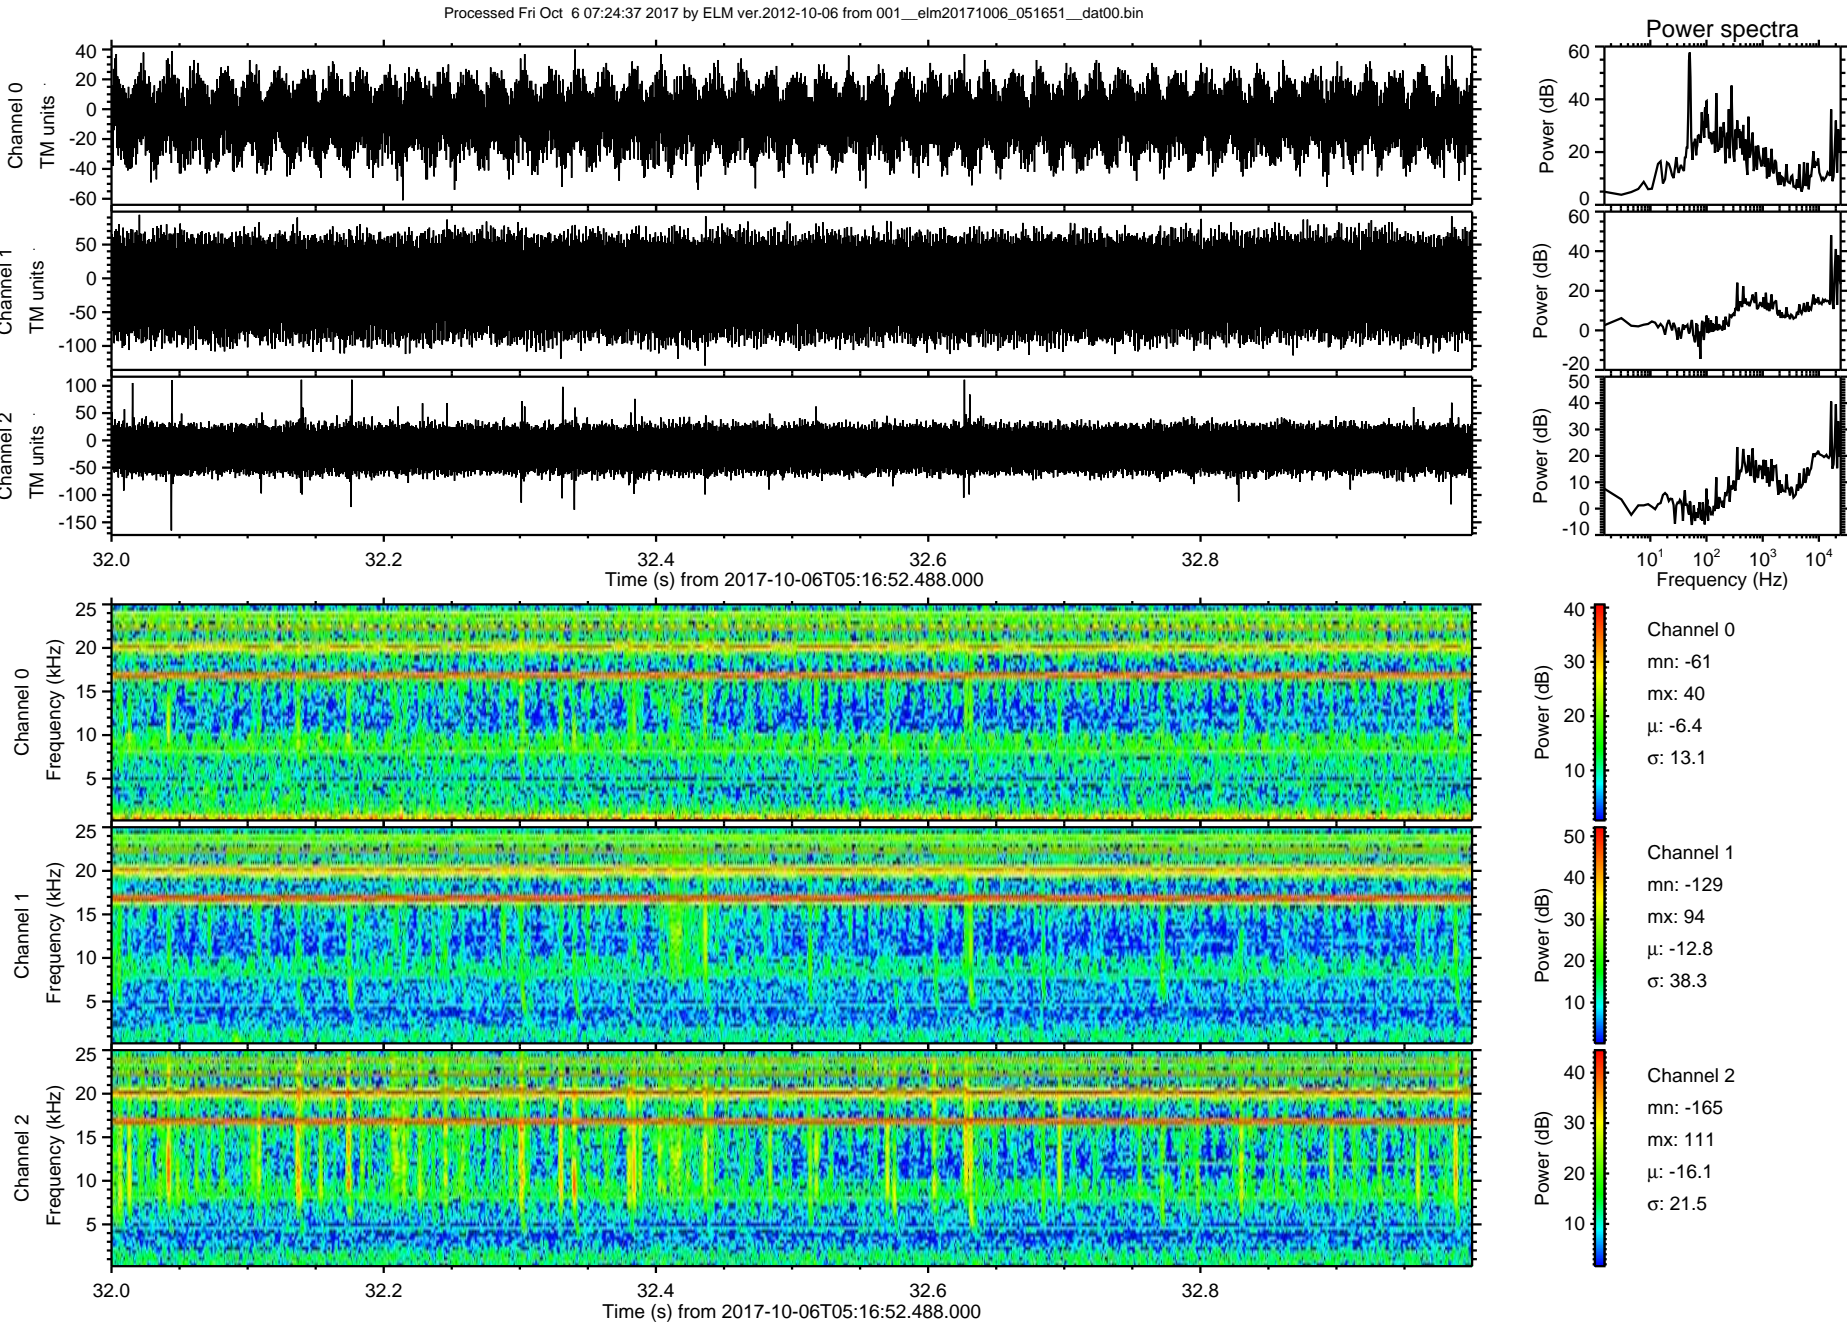 Processed Fri Oct  6 07:24:37 2017 by ELM ver.2012-10-06 from 001__elm20171006_051651__dat00.bin
Power spectra
Channel 0
TM units
40
20
0
-20
-40
-60
Power (dB)
60
40
20
0
Channel 1
TM units
50
0
-50
-100
Power (dB)
60
40
20
0
-20
Channel 2
TM units
100
50
0
-50
-100
-150
Power (dB)
50
40
30
20
10
0
-10
32.0 32.2 32.4 32.6 32.8
Time (s) from 2017-10-06T05:16:52.488.000
10¹ 10² 10³ 10⁴
Frequency (Hz)
Channel 0
Frequency (kHz)
25
20
15
10
5
Power (dB)
40
30
20
10
Channel 0
mn: -61
mx: 40
μ: -6.4
σ: 13.1
Channel 1
Frequency (kHz)
25
20
15
10
5
Power (dB)
50
40
30
20
10
Channel 1
mn: -129
mx: 94
μ: -12.8
σ: 38.3
Channel 2
Frequency (kHz)
25
20
15
10
5
Power (dB)
40
30
20
10
Channel 2
mn: -165
mx: 111
μ: -16.1
σ: 21.5
32.0 32.2 32.4 32.6 32.8
Time (s) from 2017-10-06T05:16:52.488.000